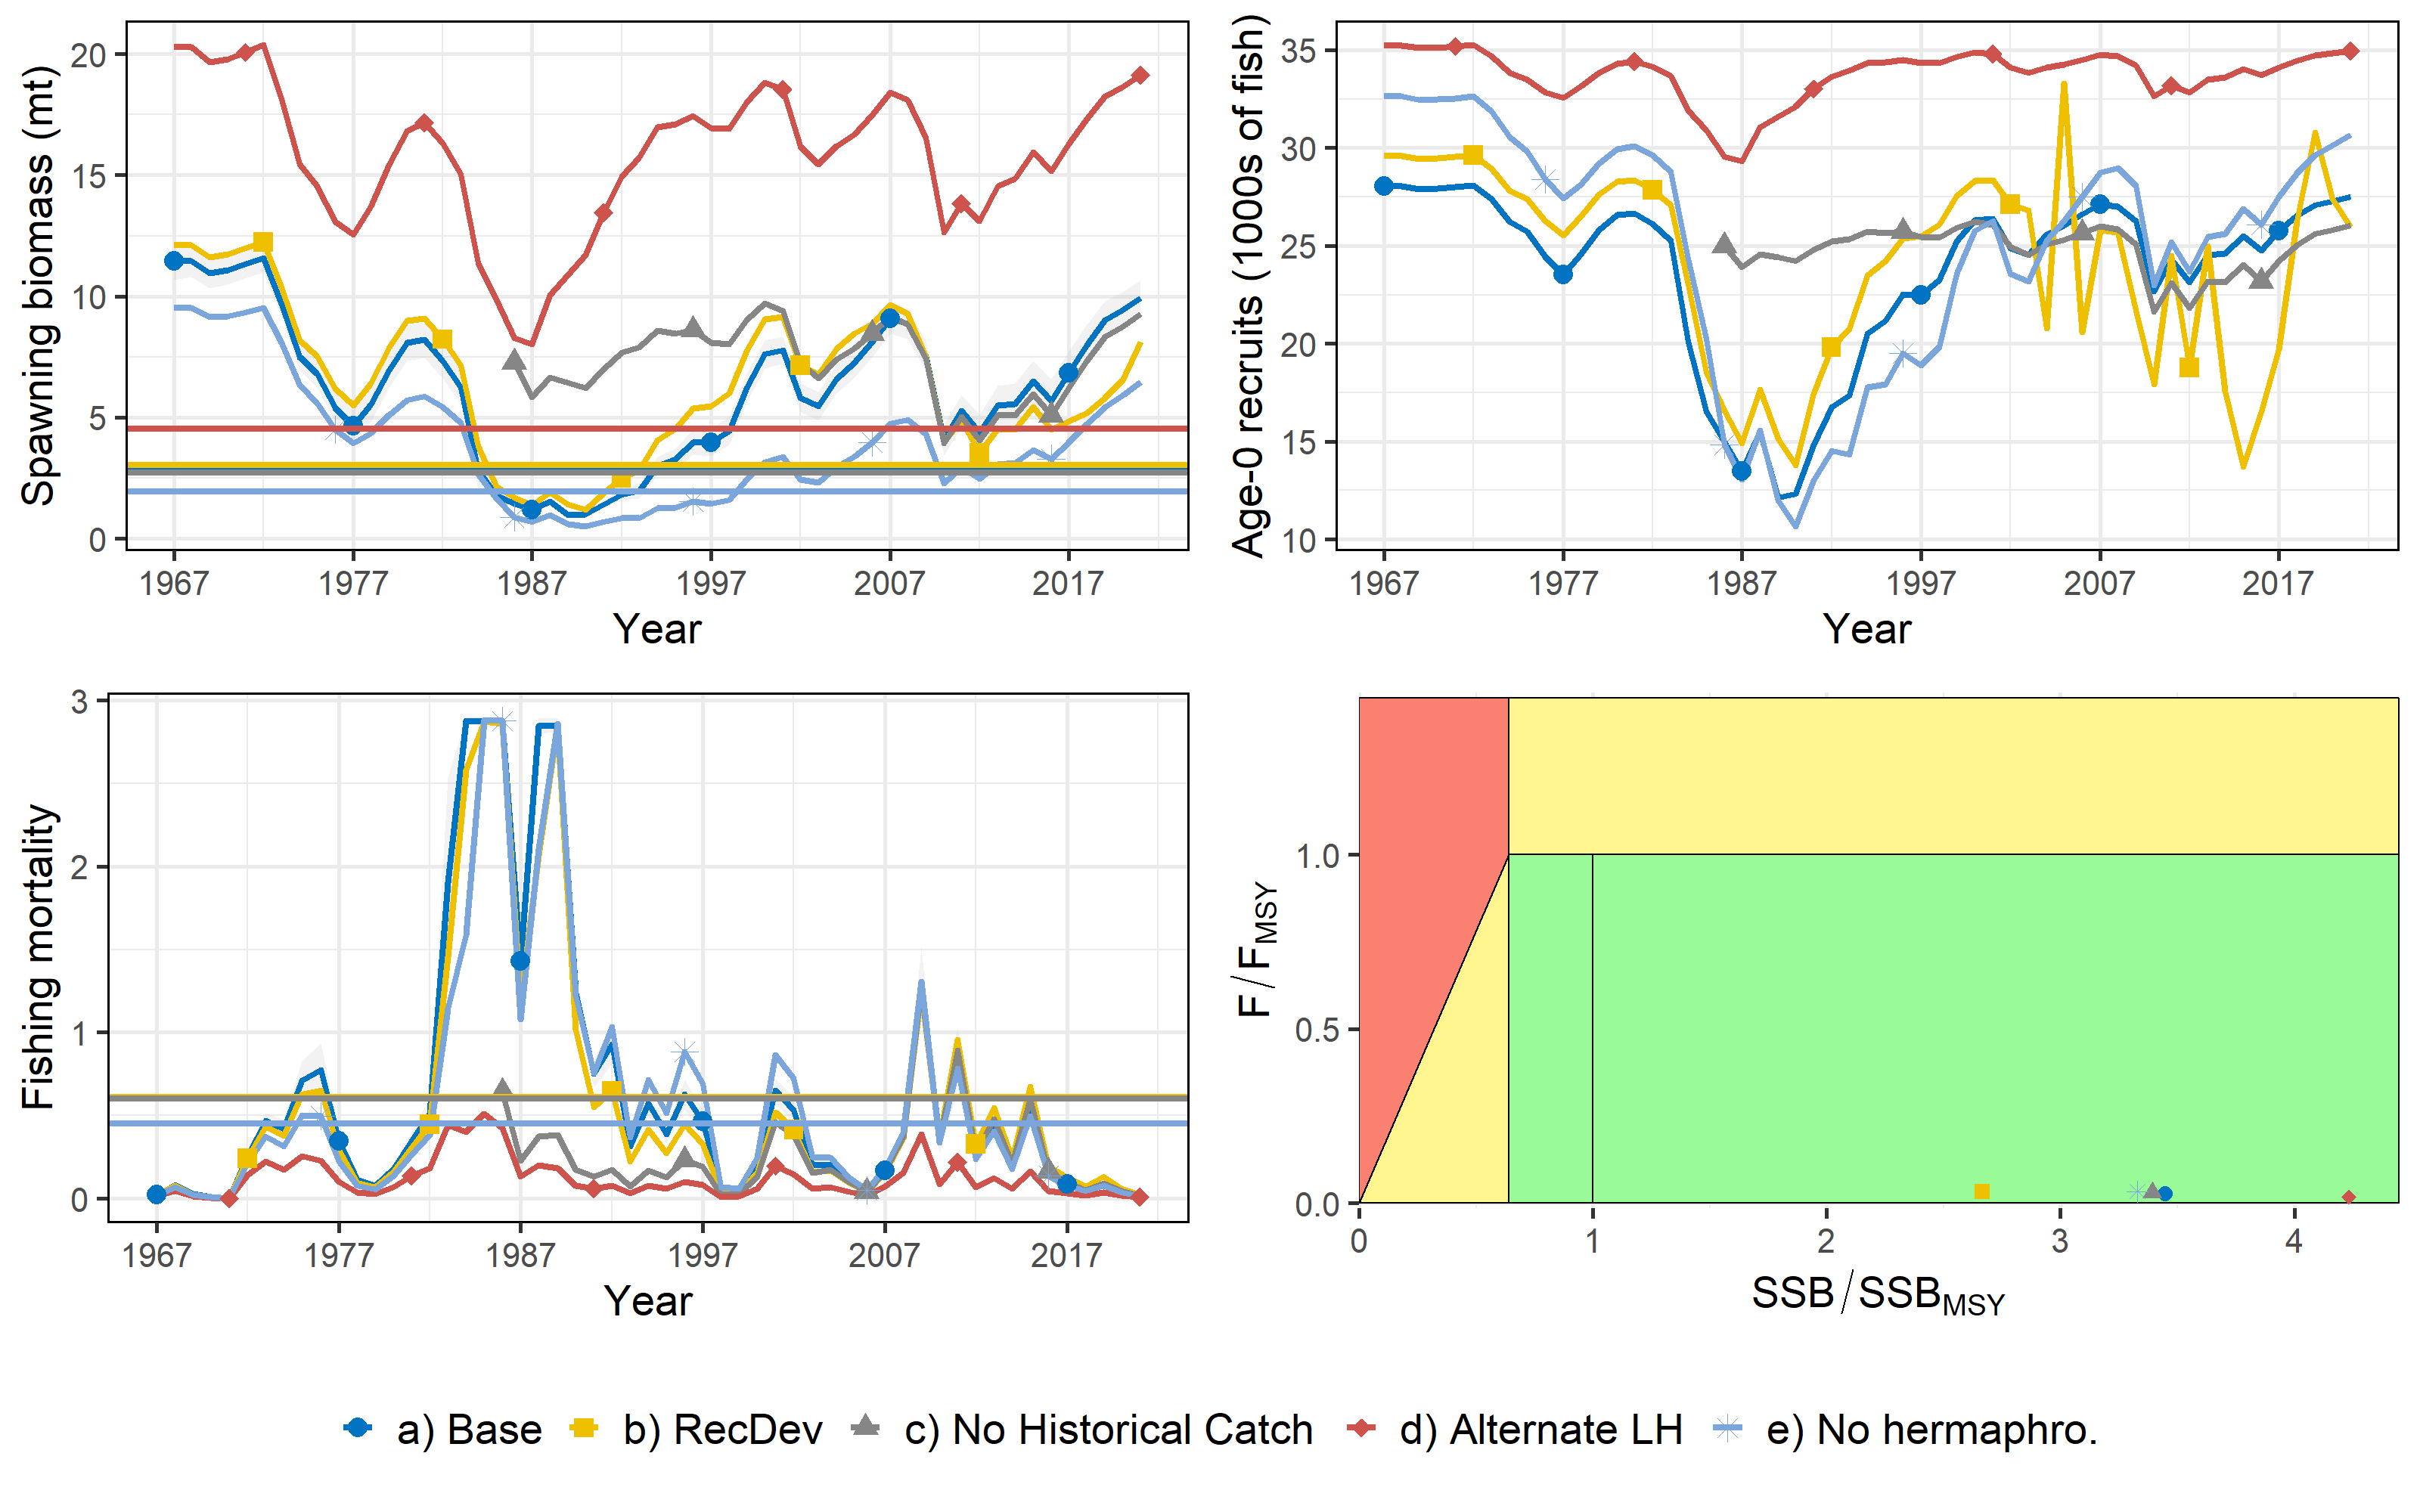 Spawning biomass (mt)
20
15
10
5
0
1967 1977 1987 1997 2007 2017
Year
Age-0 recruits (1000s of fish)
35
30
25
20
15
10
1967 1977 1987 1997 2007 2017
Year
Fishing mortality
3
2
1
0
1967 1977 1987 1997 2007 2017
Year
F/FMSY
1.0
0.5
0.0
0 1 2 3 4
SSB/SSBMSY
a) Base b) RecDev c) No Historical Catch d) Alternate LH e) No hermaphro.